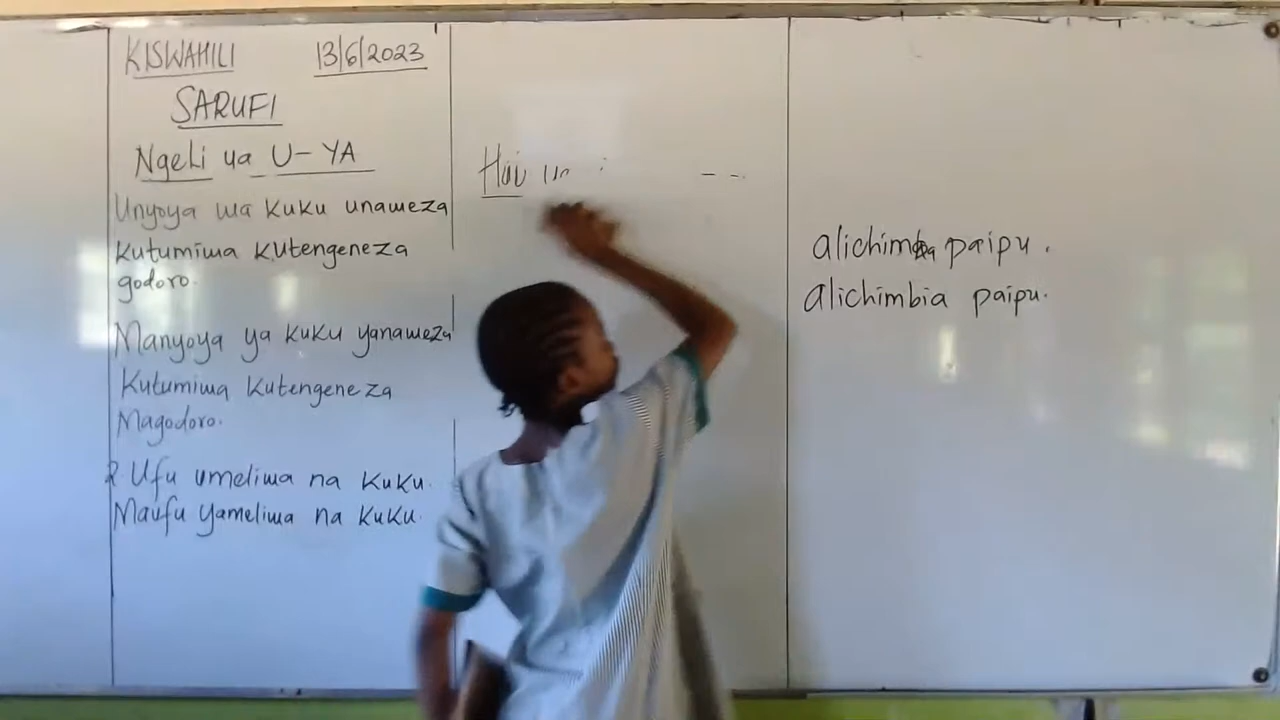 KISWAHILI 13/6/2023
SARUFI
Ngeli ya U-YA
Unyoya wa kuku unaweza
kutumiwa kutengeneza
godoro.
Manyoya ya kuku yanaweza
kutumiwa kutengeneza
Magodoro.
2 Ufu umeliwa na kuku.
Maufu yameliwa na kuku.
alichimba paipu.
alichimbia paipu.